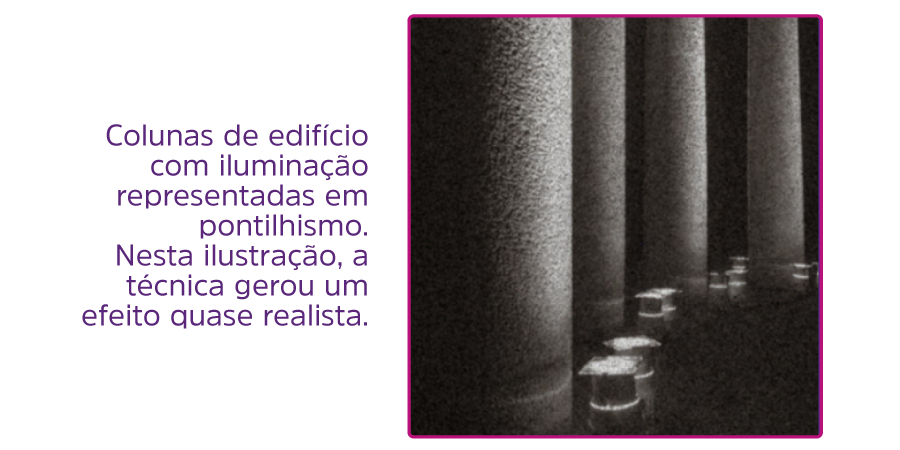 Colunas de edifício
com iluminação
representadas em
pontilhismo.
Nesta ilustração, a
técnica gerou um
efeito quase realista.